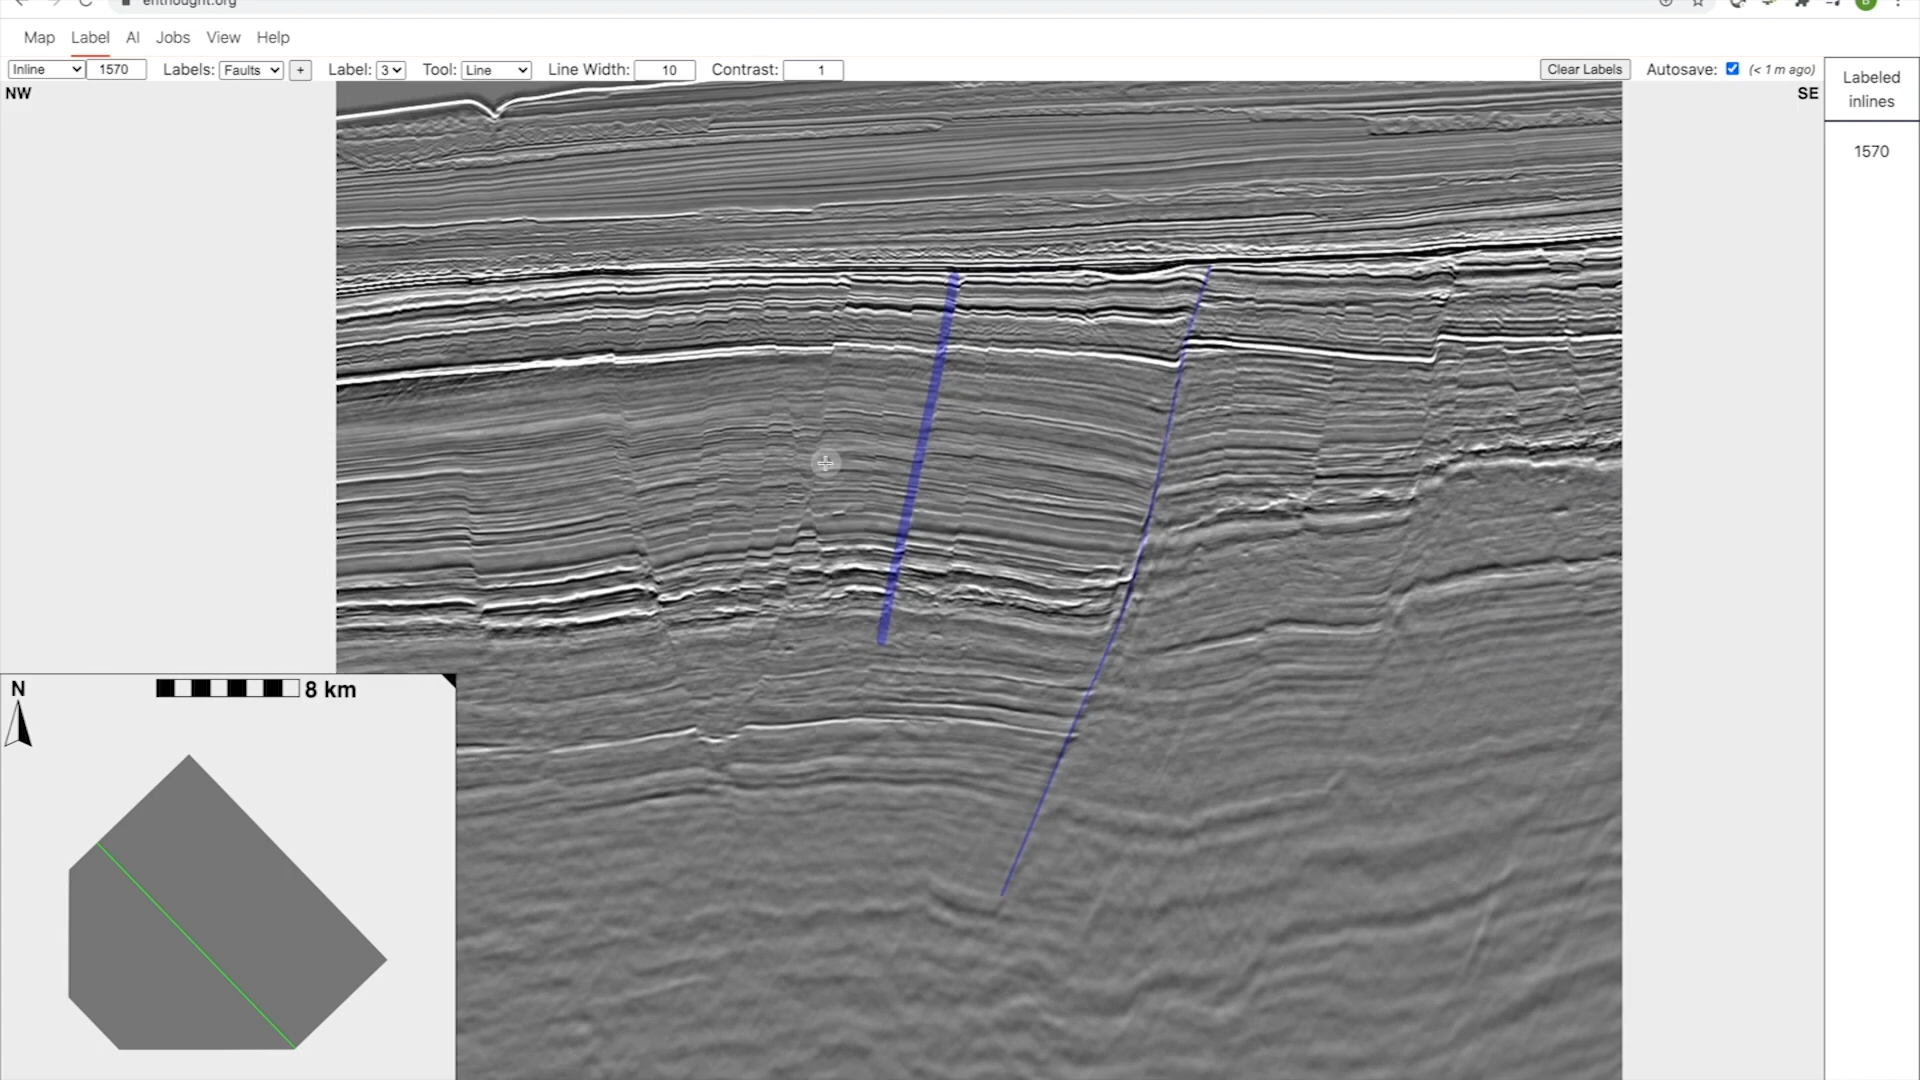 enthought.org
Map Label AI Jobs View Help
Inline 1570 Labels: Faults + Label: 3 Tool: Line Line Width: 10 Contrast: 1 Clear Labels Autosave: (< 1 m ago)
NW
SE
Labeled
inlines
1570
N
8 km